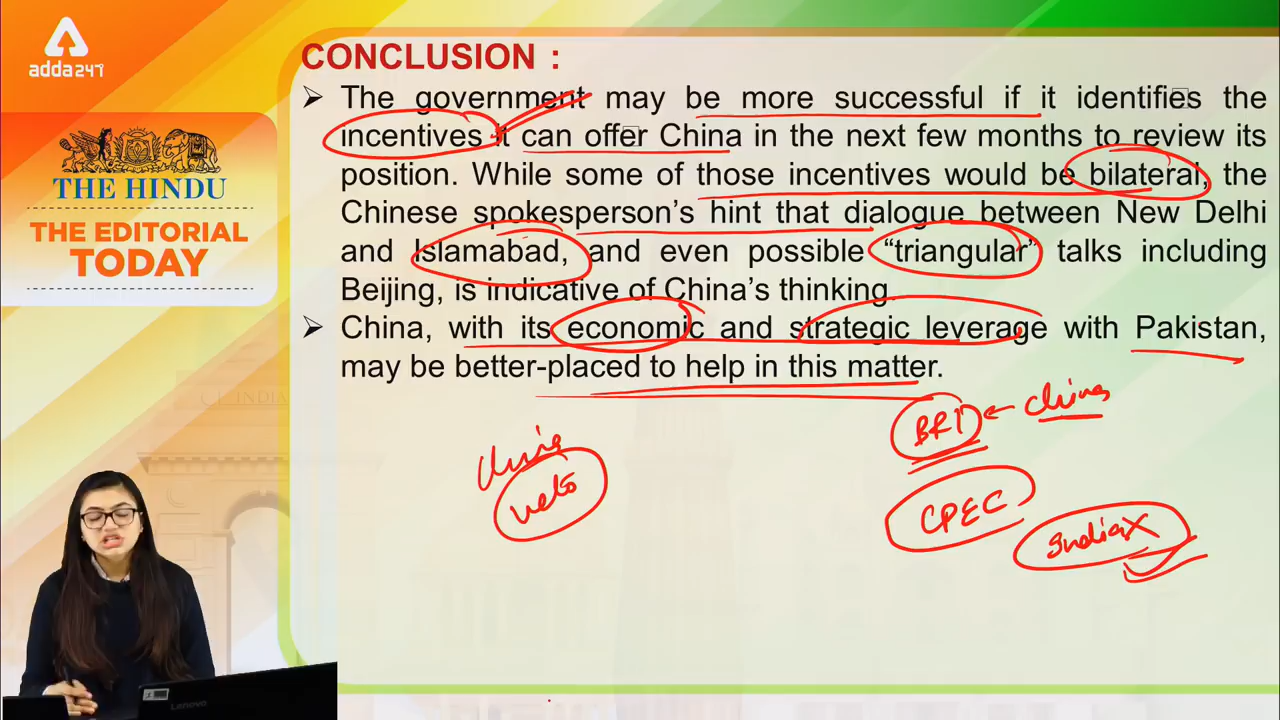 adda247
THE HINDU
THE EDITORIAL
TODAY
CONCLUSION :
The government may be more successful if it identifies the
incentives it can offer China in the next few months to review its
position. While some of those incentives would be bilateral, the
Chinese spokesperson's hint that dialogue between New Delhi
and Islamabad, and even possible “triangular” talks including
Beijing, is indicative of China's thinking.
China, with its economic and strategic leverage with Pakistan,
may be better-placed to help in this matter.
BRI ← China
China
veto
CPEC
India X
Lenovo